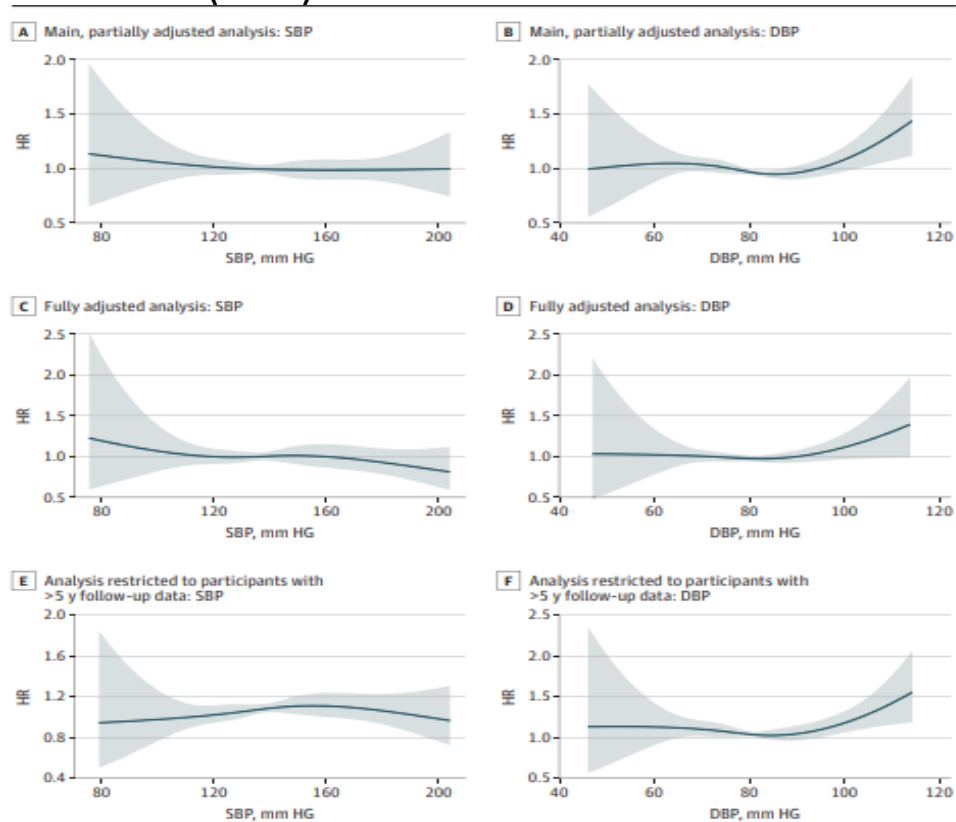 A Main, partially adjusted analysis: SBP
2.0
1.5
1.0
0.5
HR
80 120 160 200
SBP, mm HG
B Main, partially adjusted analysis: DBP
2.0
1.5
1.0
0.5
HR
40 60 80 100 120
DBP, mm HG
C Fully adjusted analysis: SBP
2.5
2.0
1.5
1.0
0.5
HR
80 120 160 200
SBP, mm HG
D Fully adjusted analysis: DBP
2.5
2.0
1.5
1.0
0.5
HR
40 60 80 100 120
DBP, mm HG
E Analysis restricted to participants with
>5 y follow-up data: SBP
2.0
1.6
1.2
0.8
0.4
HR
80 120 160 200
SBP, mm HG
F Analysis restricted to participants with
>5 y follow-up data: DBP
2.5
2.0
1.5
1.0
0.5
HR
40 60 80 100 120
DBP, mm HG